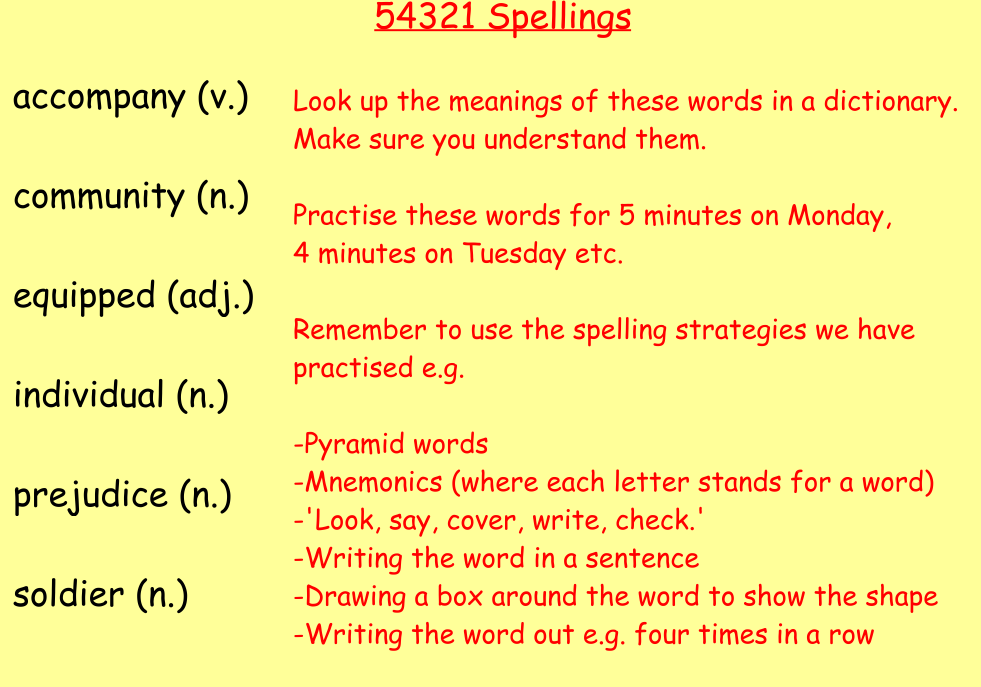 54321 Spellings
accompany (v.)
community (n.)
equipped (adj.)
individual (n.)
prejudice (n.)
soldier (n.)
Look up the meanings of these words in a dictionary.
Make sure you understand them.
Practise these words for 5 minutes on Monday,
4 minutes on Tuesday etc.
Remember to use the spelling strategies we have
practised e.g.
-Pyramid words
-Mnemonics (where each letter stands for a word)
-'Look, say, cover, write, check.'
-Writing the word in a sentence
-Drawing a box around the word to show the shape
-Writing the word out e.g. four times in a row